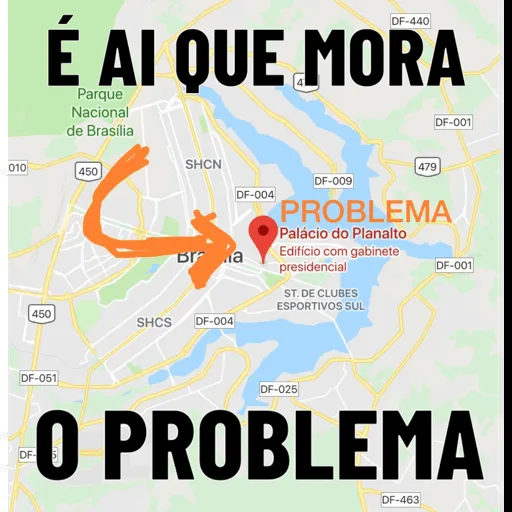 É AI QUE MORA
DF-440
Parque
Nacional
de Brasília
DF-001
010
450
SHCN
479
DF-004
DF-009
PROBLEMA
Palácio do Planalto
Edifício com gabinete
presidencial
DF-001
ST. DE CLUBES
ESPORTIVOS SUL
450
SHCS
DF-004
DF-051
DF-025
O PROBLEMA
DF-463